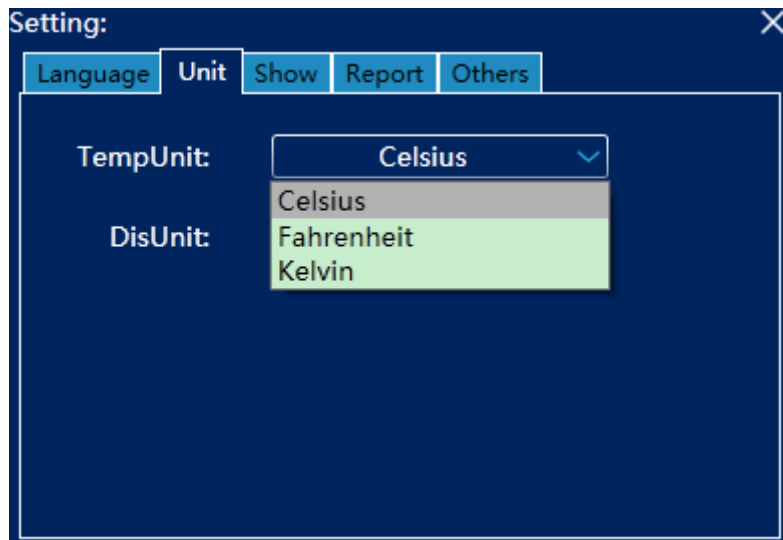 Setting:
Language Unit Show Report Others
TempUnit: Celsius
Celsius
DisUnit: Fahrenheit
Kelvin